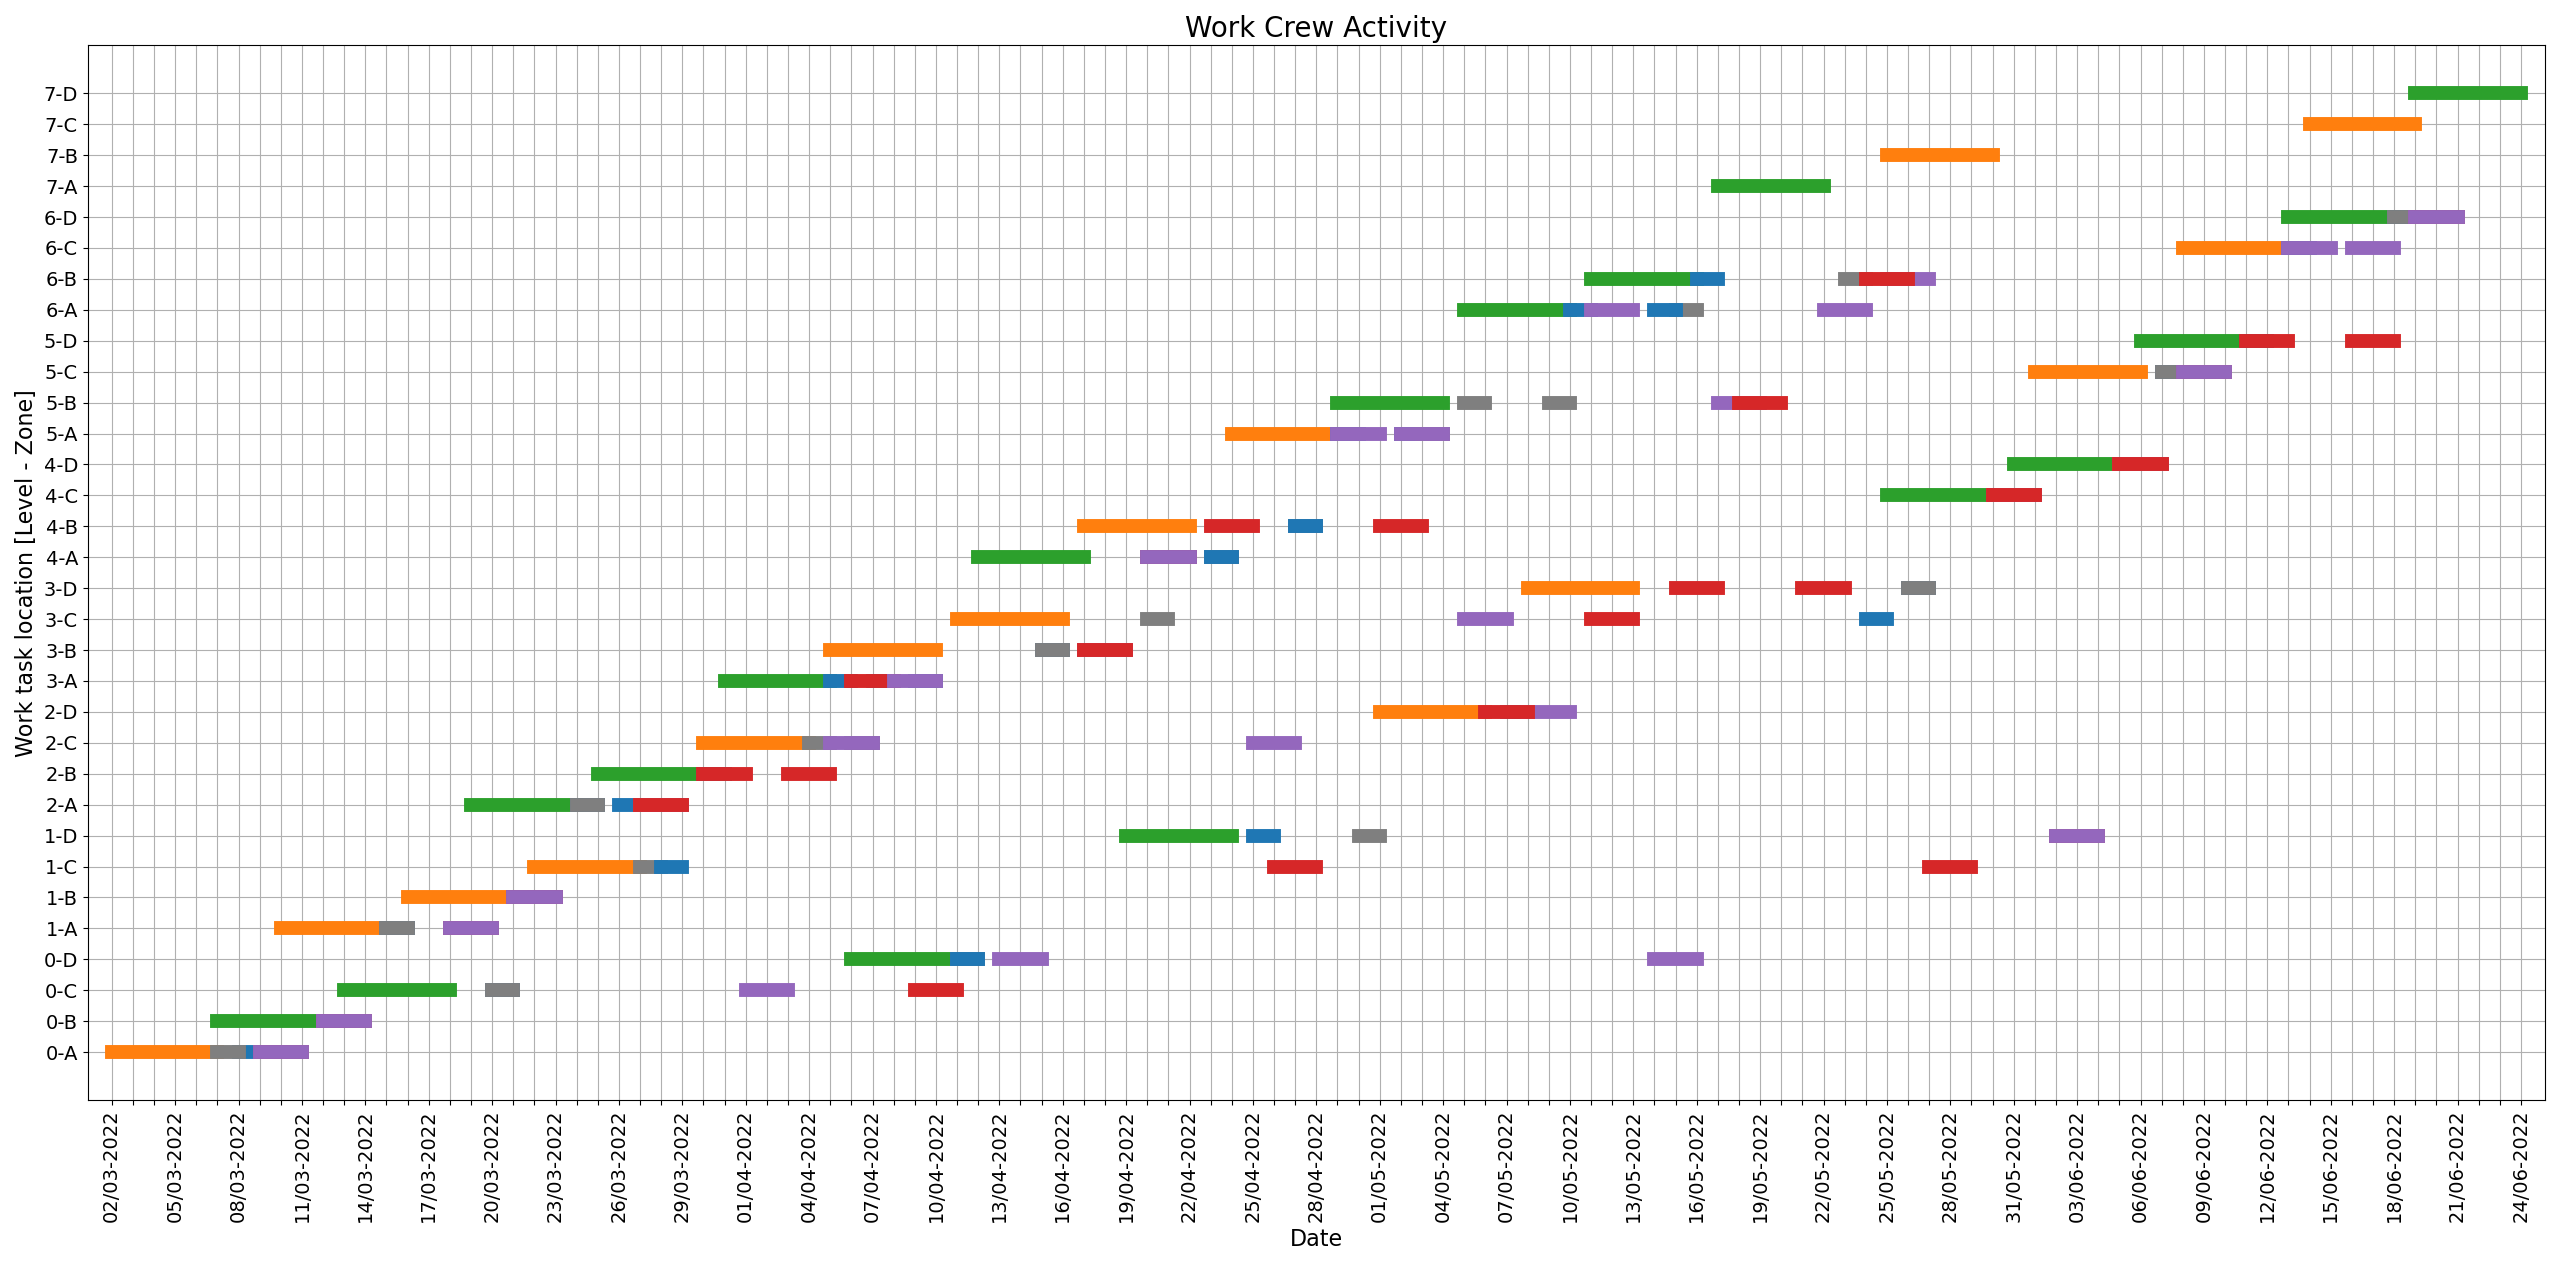 Work Crew Activity
Work task location [Level - Zone]
7-D
7-C
7-B
7-A
6-D
6-C
6-B
6-A
5-D
5-C
5-B
5-A
4-D
4-C
4-B
4-A
3-D
3-C
3-B
3-A
2-D
2-C
2-B
2-A
1-D
1-C
1-B
1-A
0-D
0-C
0-B
0-A
02/03-2022
05/03-2022
08/03-2022
11/03-2022
14/03-2022
17/03-2022
20/03-2022
23/03-2022
26/03-2022
29/03-2022
01/04-2022
04/04-2022
07/04-2022
10/04-2022
13/04-2022
16/04-2022
19/04-2022
22/04-2022
25/04-2022
28/04-2022
01/05-2022
04/05-2022
07/05-2022
10/05-2022
13/05-2022
16/05-2022
19/05-2022
22/05-2022
25/05-2022
28/05-2022
31/05-2022
03/06-2022
06/06-2022
09/06-2022
12/06-2022
15/06-2022
18/06-2022
21/06-2022
24/06-2022
Date